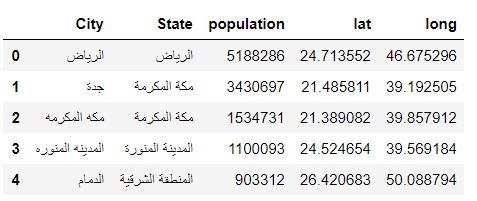 City State population lat long
0 الرياض الرياض 5188286 24.713552 46.675296
1 جدة مكة المكرمة 3430697 21.485811 39.192505
2 مكه المكرمه مكة المكرمة 1534731 21.389082 39.857912
3 المدينه المنوره المدينة المنورة 1100093 24.524654 39.569184
4 الدمام المنطقة الشرقية 903312 26.420683 50.088794